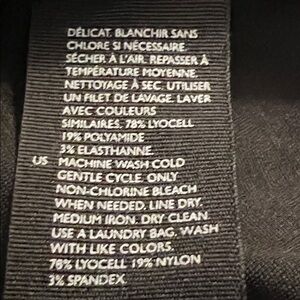 DÉLICAT. BLANCHIR SANS
CHLORE SI NÉCESSAIRE.
SÉCHER À L'AIR. REPASSER À
TEMPÉRATURE MOYENNE.
NETTOYAGE À SEC. UTILISER
UN FILET DE LAVAGE. LAVER
AVEC COULEURS
SIMILAIRES. 78% LYOCELL
19% POLYAMIDE
3% ELASTHANNE.
US MACHINE WASH COLD
GENTLE CYCLE. ONLY
NON-CHLORINE BLEACH
WHEN NEEDED. LINE DRY.
MEDIUM IRON. DRY CLEAN.
USE A LAUNDRY BAG. WASH
WITH LIKE COLORS.
78% LYOCELL 19% NYLON
3% SPANDEX.